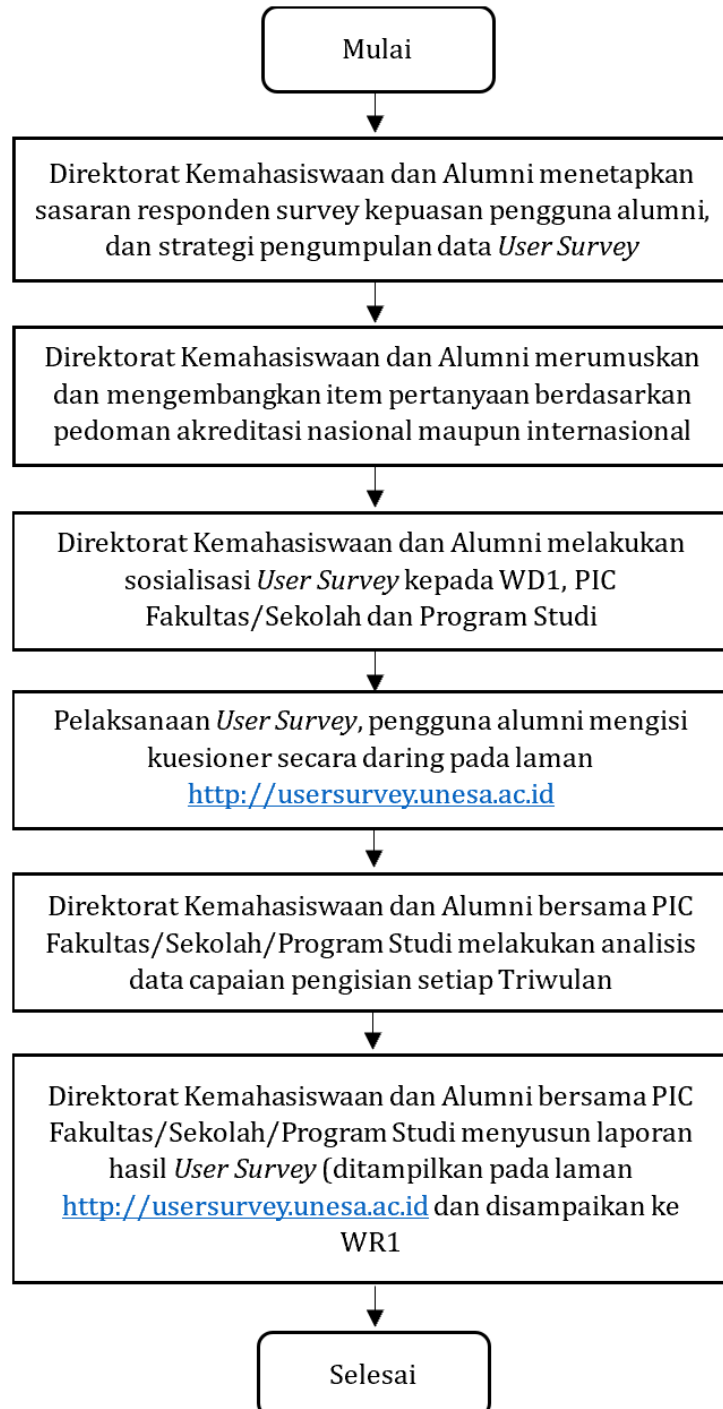 Mulai
Direktorat Kemahasiswaan dan Alumni menetapkan
sasaran responden survey kepuasan pengguna alumni,
dan strategi pengumpulan data User Survey
Direktorat Kemahasiswaan dan Alumni merumuskan
dan mengembangkan item pertanyaan berdasarkan
pedoman akreditasi nasional maupun internasional
Direktorat Kemahasiswaan dan Alumni melakukan
sosialisasi User Survey kepada WD1, PIC
Fakultas/Sekolah dan Program Studi
Pelaksanaan User Survey, pengguna alumni mengisi
kuesioner secara daring pada laman
http://usersurvey.unesa.ac.id
Direktorat Kemahasiswaan dan Alumni bersama PIC
Fakultas/Sekolah/Program Studi melakukan analisis
data capaian pengisian setiap Triwulan
Direktorat Kemahasiswaan dan Alumni bersama PIC
Fakultas/Sekolah/Program Studi menyusun laporan
hasil User Survey (ditampilkan pada laman
http://usersurvey.unesa.ac.id dan disampaikan ke
WR1
Selesai